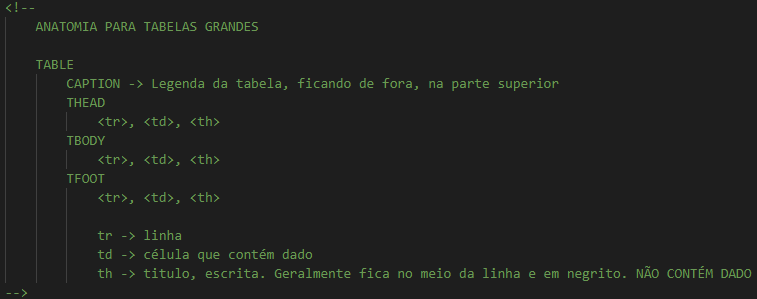 <!--
ANATOMIA PARA TABELAS GRANDES
TABLE
CAPTION -> Legenda da tabela, ficando de fora, na parte superior
THEAD
<tr>, <td>, <th>
TBODY
<tr>, <td>, <th>
TFOOT
<tr>, <td>, <th>
tr -> linha
td -> célula que contém dado
th -> titulo, escrita. Geralmente fica no meio da linha e em negrito. NÃO CONTÉM DADO
-->